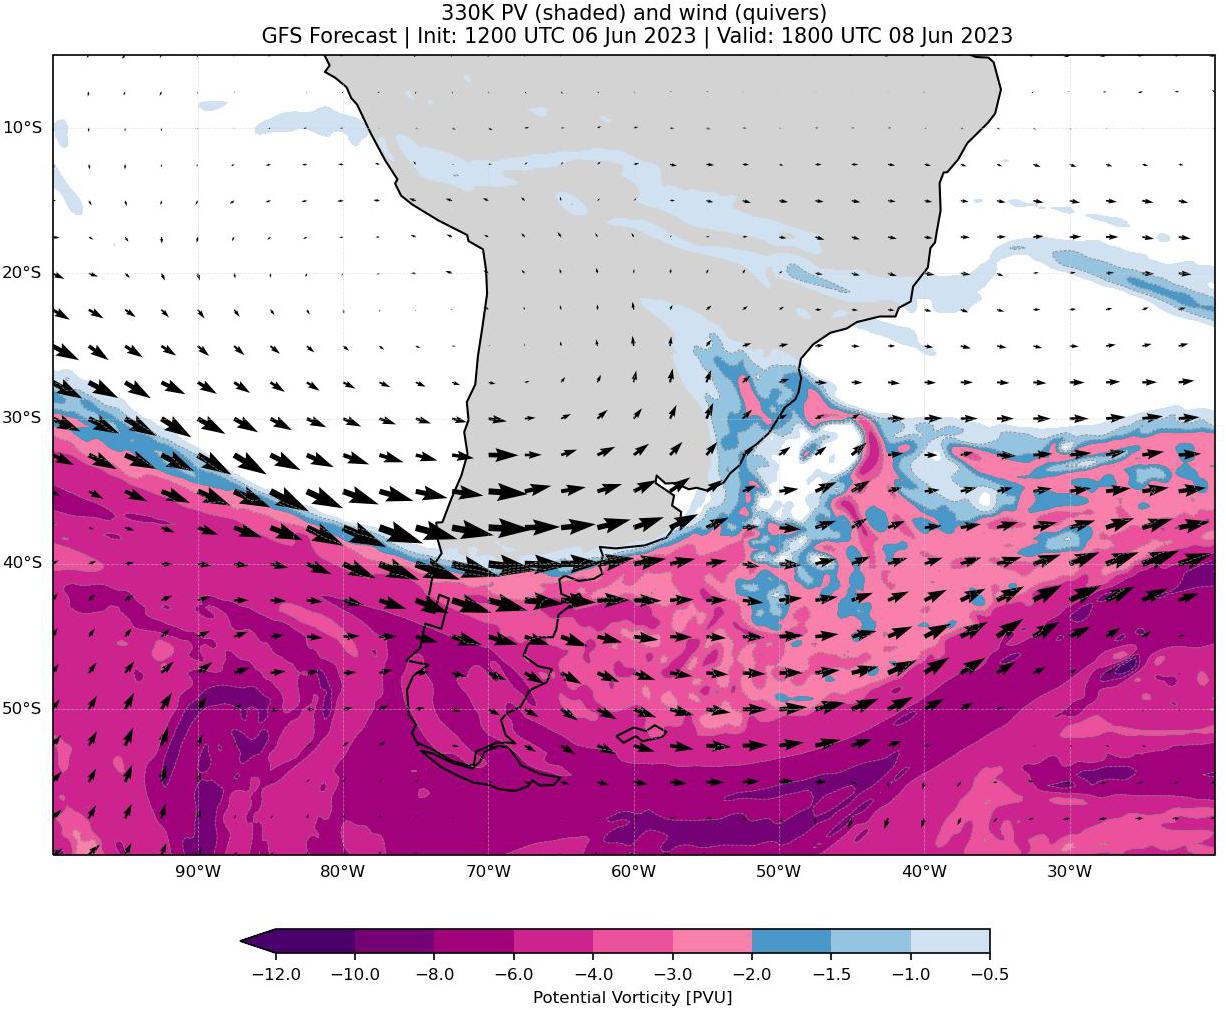 330K PV (shaded) and wind (quivers)
GFS Forecast | Init: 1200 UTC 06 Jun 2023 | Valid: 1800 UTC 08 Jun 2023
10°S
20°S
30°S
40°S
50°S
90°W 80°W 70°W 60°W 50°W 40°W 30°W
−12.0 −10.0 −8.0 −6.0 −4.0 −3.0 −2.0 −1.5 −1.0 −0.5
Potential Vorticity [PVU]